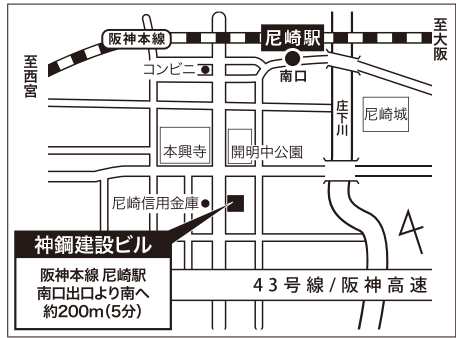 阪神本線
尼崎駅
至大阪
至西宮
コンビニ
南口
庄下川
尼崎城
本興寺
開明中公園
尼崎信用金庫
神鋼建設ビル
阪神本線 尼崎駅
南口出口より南へ
約200m(5分)
43号線/阪神高速